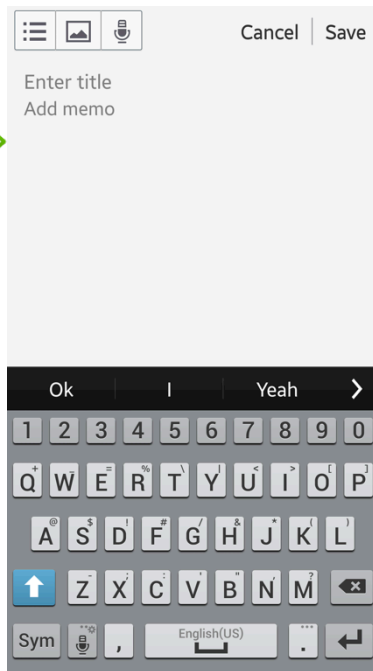 Cancel Save
Enter title
Add memo
Ok I Yeah
1 2 3 4 5 6 7 8 9 0
Q+ W- E= R% T\ Y| U< I> O[ P]
A@ S$ D! F# G/ H& J* K( L)
Z X C V B N M?
Sym , English(US) .